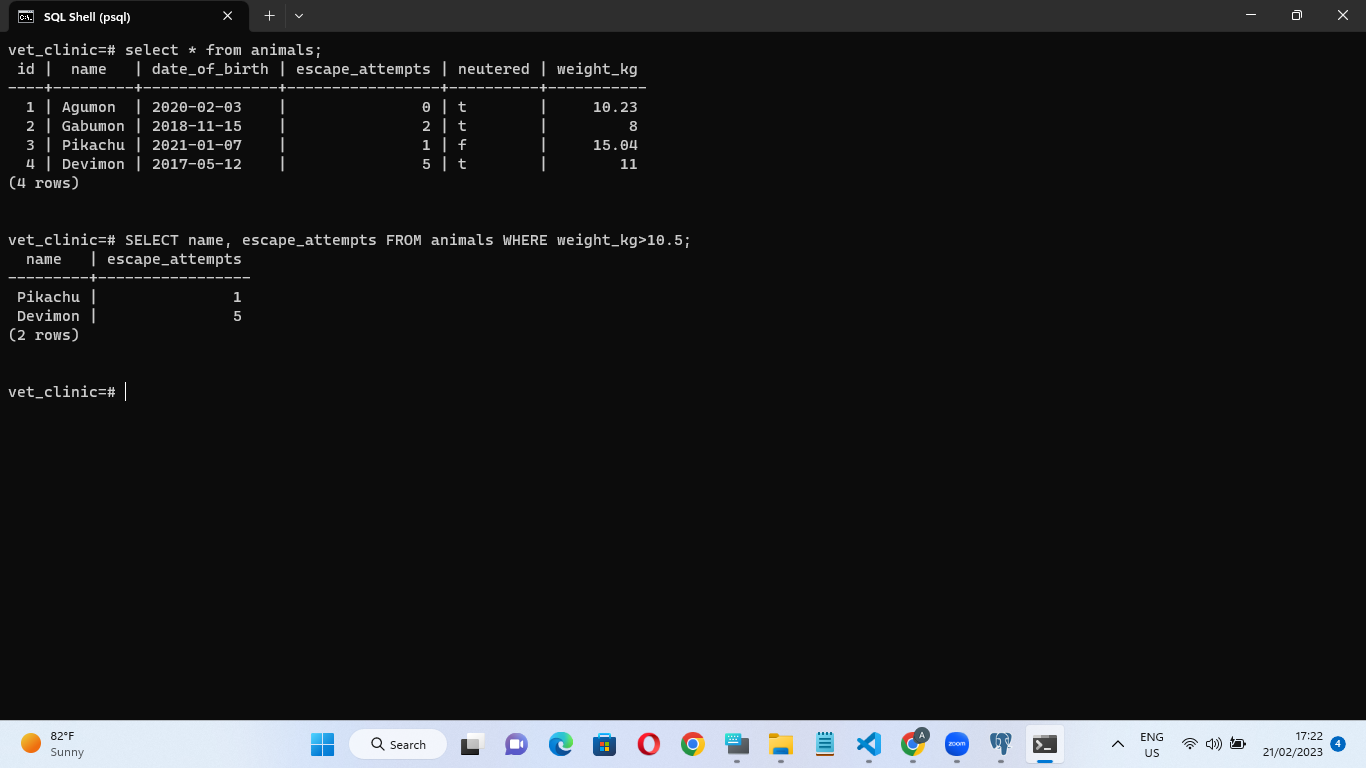 SQL Shell (psql)
vet_clinic=# select * from animals;
 id |  name   | date_of_birth | escape_attempts | neutered | weight_kg
----+---------+---------------+-----------------+----------+-----------
  1 | Agumon  | 2020-02-03    |               0 | t        |     10.23
  2 | Gabumon | 2018-11-15    |               2 | t        |         8
  3 | Pikachu | 2021-01-07    |               1 | f        |     15.04
  4 | Devimon | 2017-05-12    |               5 | t        |        11
(4 rows)
vet_clinic=# SELECT name, escape_attempts FROM animals WHERE weight_kg>10.5;
  name   | escape_attempts
---------+-----------------
 Pikachu |               1
 Devimon |               5
(2 rows)
vet_clinic=#
82°F
Sunny
Search
A
zoom
ENG
US
17:22
21/02/2023
4